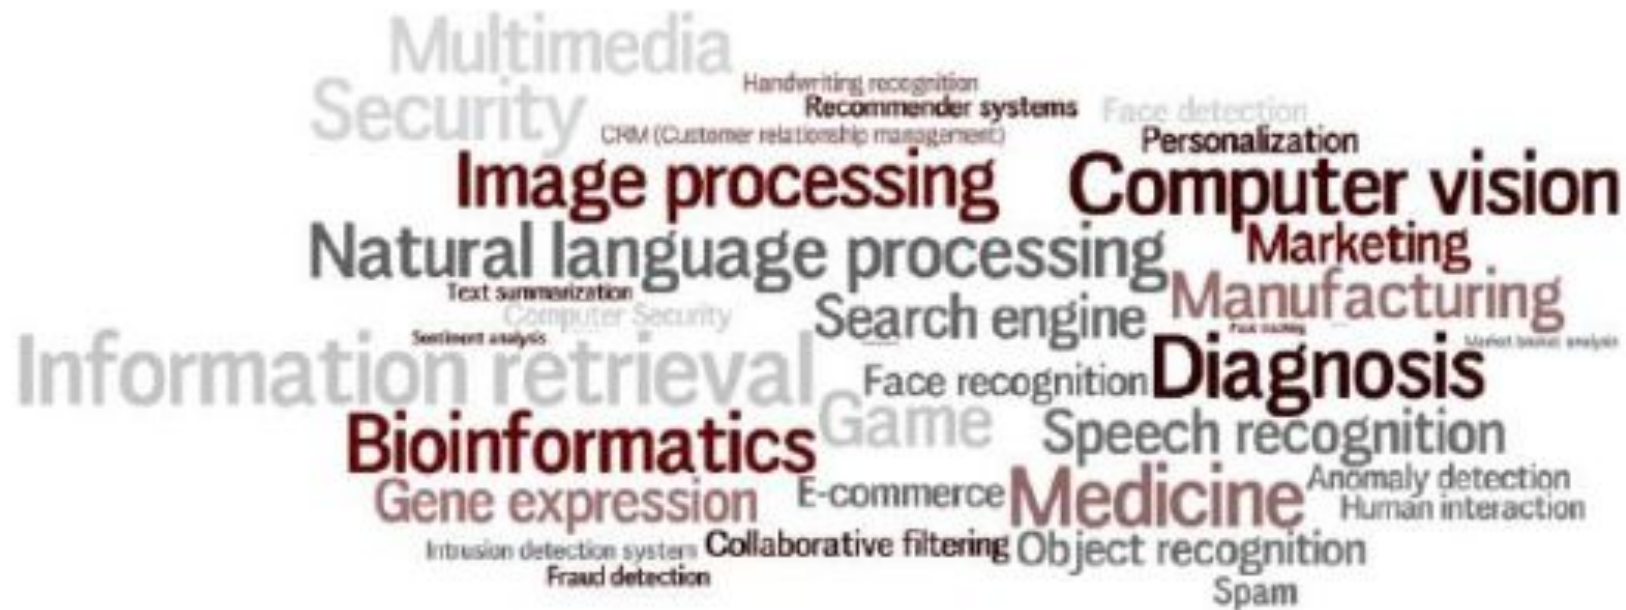 Multimedia
Handwriting recognition
Security
Recommender systems
Face detection
CRM (Customer relationship management)
Personalization
Image processing
Computer vision
Natural language processing
Marketing
Text summarization
Manufacturing
Computer Security
Search engine
Sentiment analysis
Market basket analysis
Information retrieval
Face recognition
Diagnosis
Game
Speech recognition
Bioinformatics
Gene expression
E-commerce
Medicine
Anomaly detection
Human interaction
Intrusion detection system
Collaborative filtering
Object recognition
Fraud detection
Spam